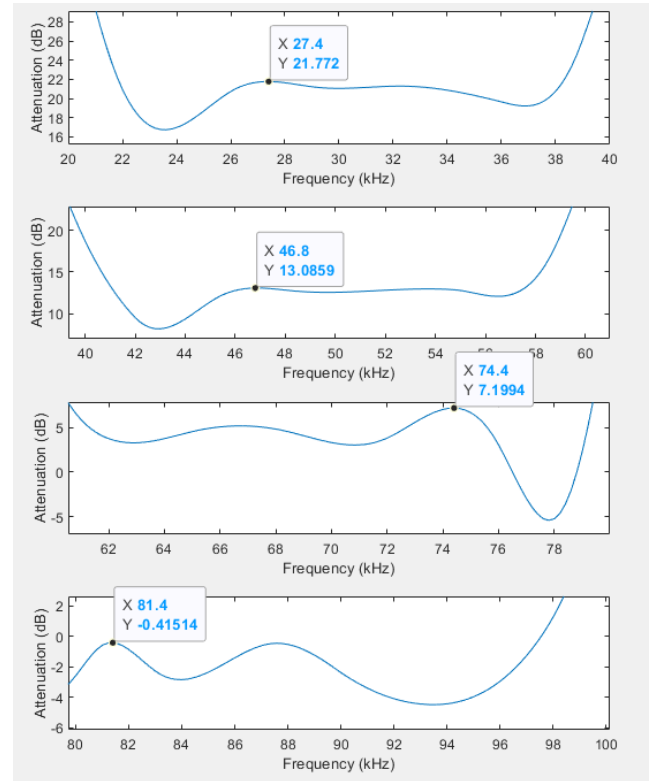 28
26
24
22
20
18
16
Attenuation (dB)
X 27.4
Y 21.772
20 22 24 26 28 30 32 34 36 38 40
Frequency (kHz)
20
15
10
Attenuation (dB)
X 46.8
Y 13.0859
40 42 44 46 48 50 52 54 56 58 60
Frequency (kHz)
X 74.4
Y 7.1994
5
0
-5
Attenuation (dB)
62 64 66 68 70 72 74 76 78
Frequency (kHz)
2
0
-2
-4
-6
Attenuation (dB)
X 81.4
Y -0.41514
80 82 84 86 88 90 92 94 96 98 100
Frequency (kHz)